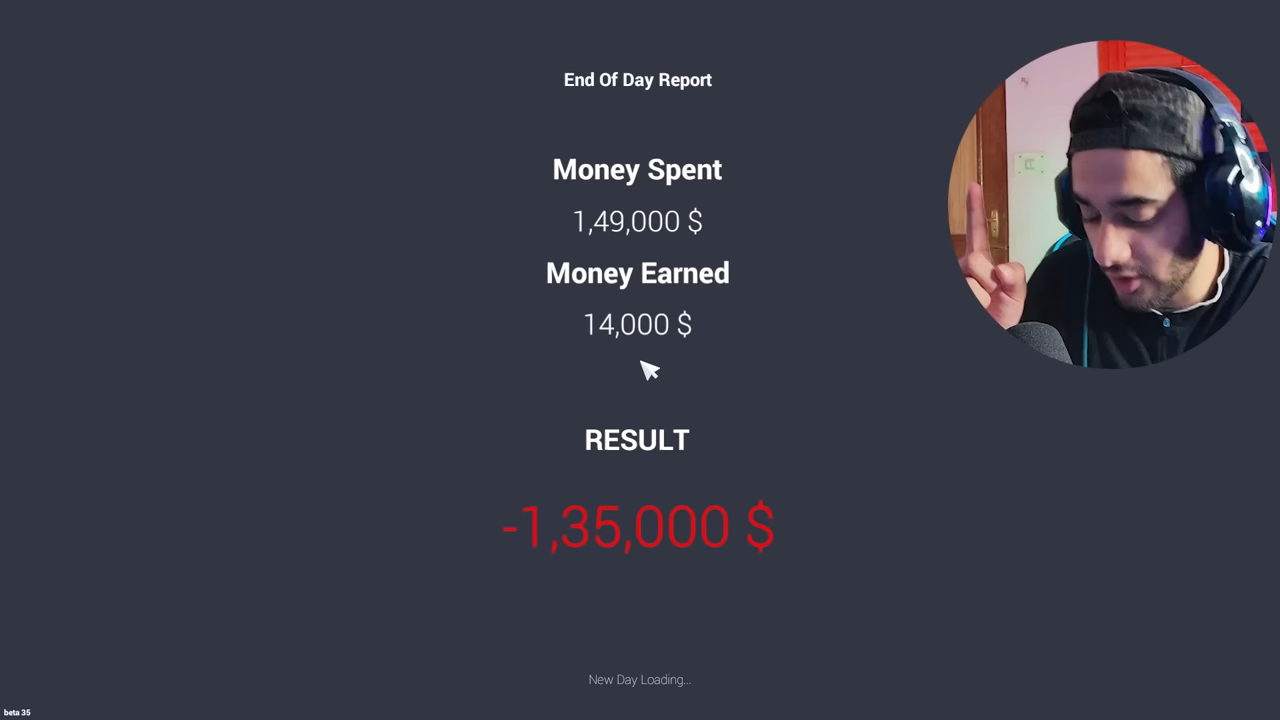 End Of Day Report
Money Spent
1,49,000 $
Money Earned
14,000 $
RESULT
-1,35,000 $
New Day Loading...
beta 35